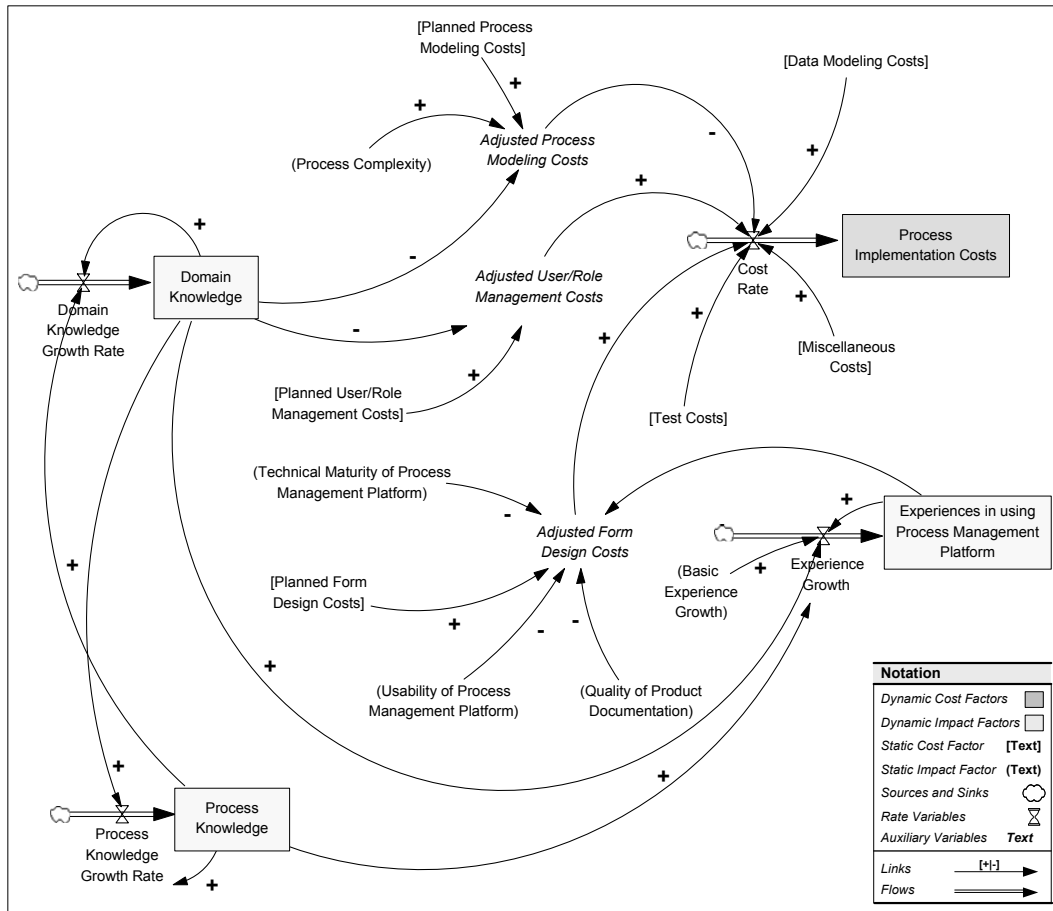 [Planned Process
Modeling Costs]
[Data Modeling Costs]
+
+
-
Adjusted Process
Modeling Costs
(Process Complexity)
+
+
+
Process
Implementation Costs
Cost
Rate
Domain
Knowledge
-
Adjusted User/Role
Management Costs
Domain
Knowledge
Growth Rate
-
+
+
+
[Miscellaneous
Costs]
[Planned User/Role
Management Costs]
+
[Test Costs]
(Technical Maturity of Process
Management Platform)
-
Adjusted Form
Design Costs
+
Experiences in using
Process Management
Platform
+
(Basic
Experience
Growth)
Experience
Growth
+
[Planned Form
Design Costs]
+
-
-
+
(Usability of Process
Management Platform)
(Quality of Product
Documentation)
+
+
Process
Knowledge
Process
Knowledge
Growth Rate
+
Notation
Dynamic Cost Factors
Dynamic Impact Factors
Static Cost Factor [Text]
Static Impact Factor (Text)
Sources and Sinks
Rate Variables
Auxiliary Variables Text
Links [+|-]
Flows